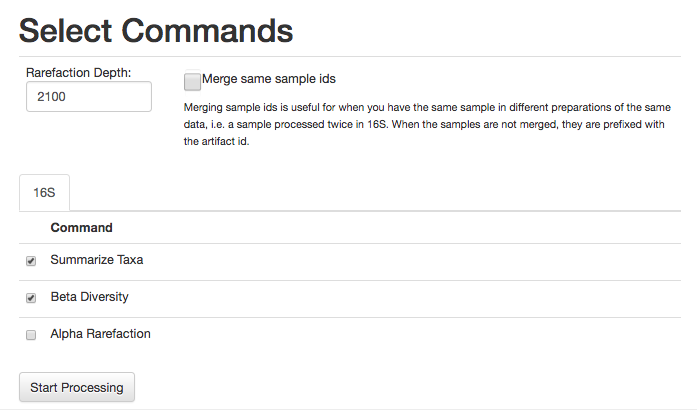 Select Commands
Rarefaction Depth:
2100
Merge same sample ids
Merging sample ids is useful for when you have the same sample in different preparations of the same
data, i.e. a sample processed twice in 16S. When the samples are not merged, they are prefixed with
the artifact id.
16S
Command
Summarize Taxa
Beta Diversity
Alpha Rarefaction
Start Processing